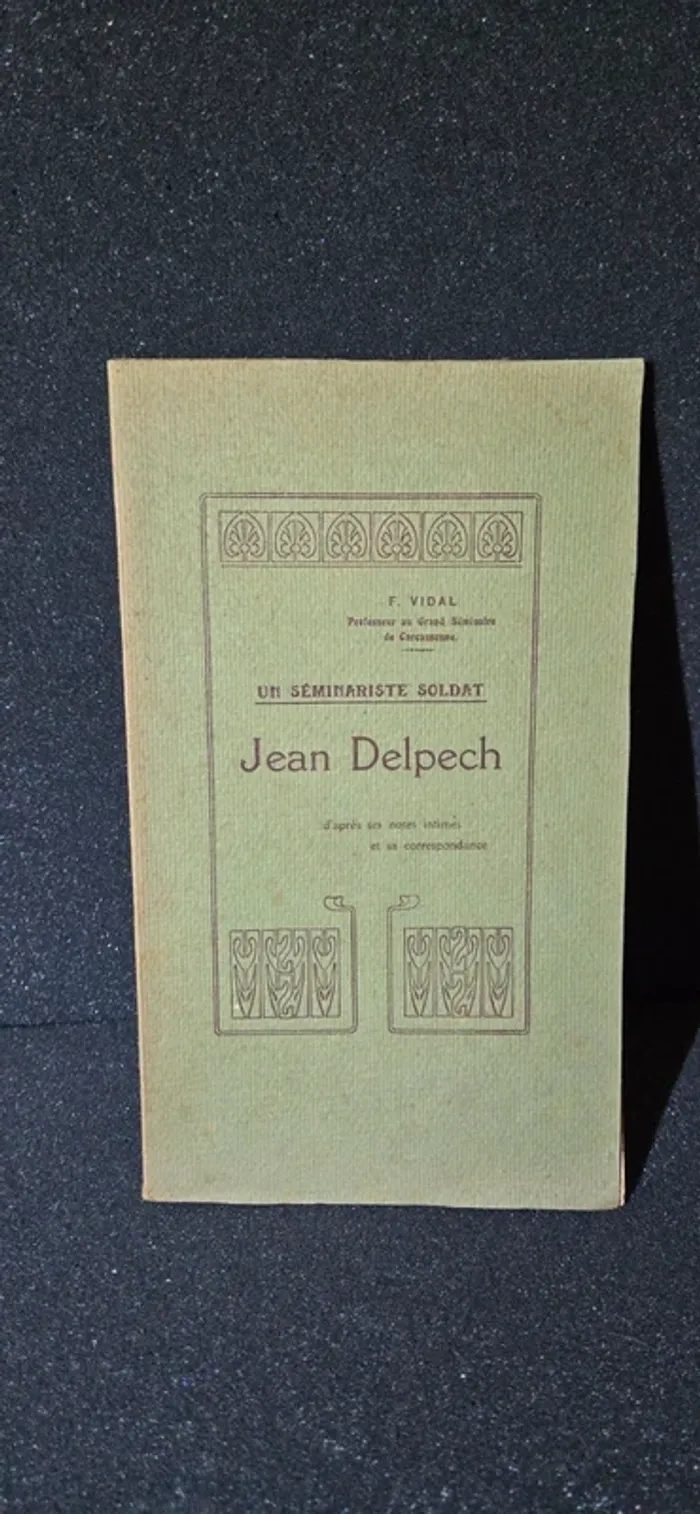 F. VIDAL
Professeur au Grand Séminaire
de Carcassonne.
UN SÉMINARISTE SOLDAT
Jean Delpech
d'après ses notes intimes
et sa correspondance